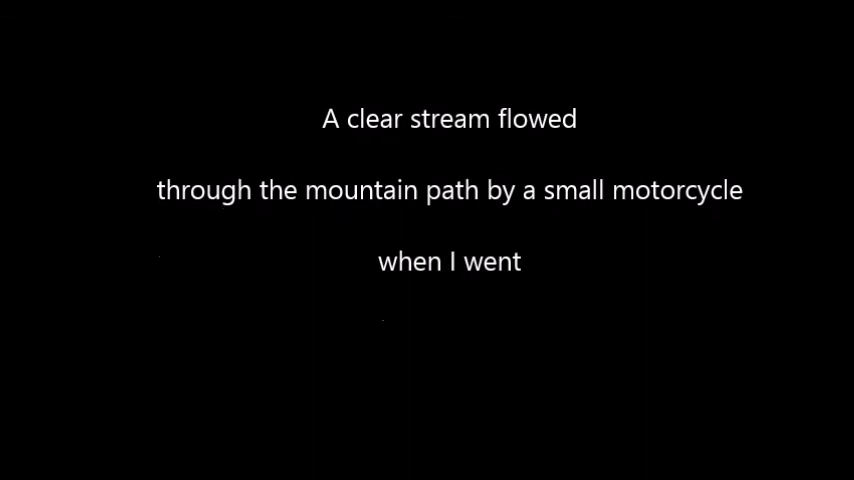 A clear stream flowed
through the mountain path by a small motorcycle
when I went